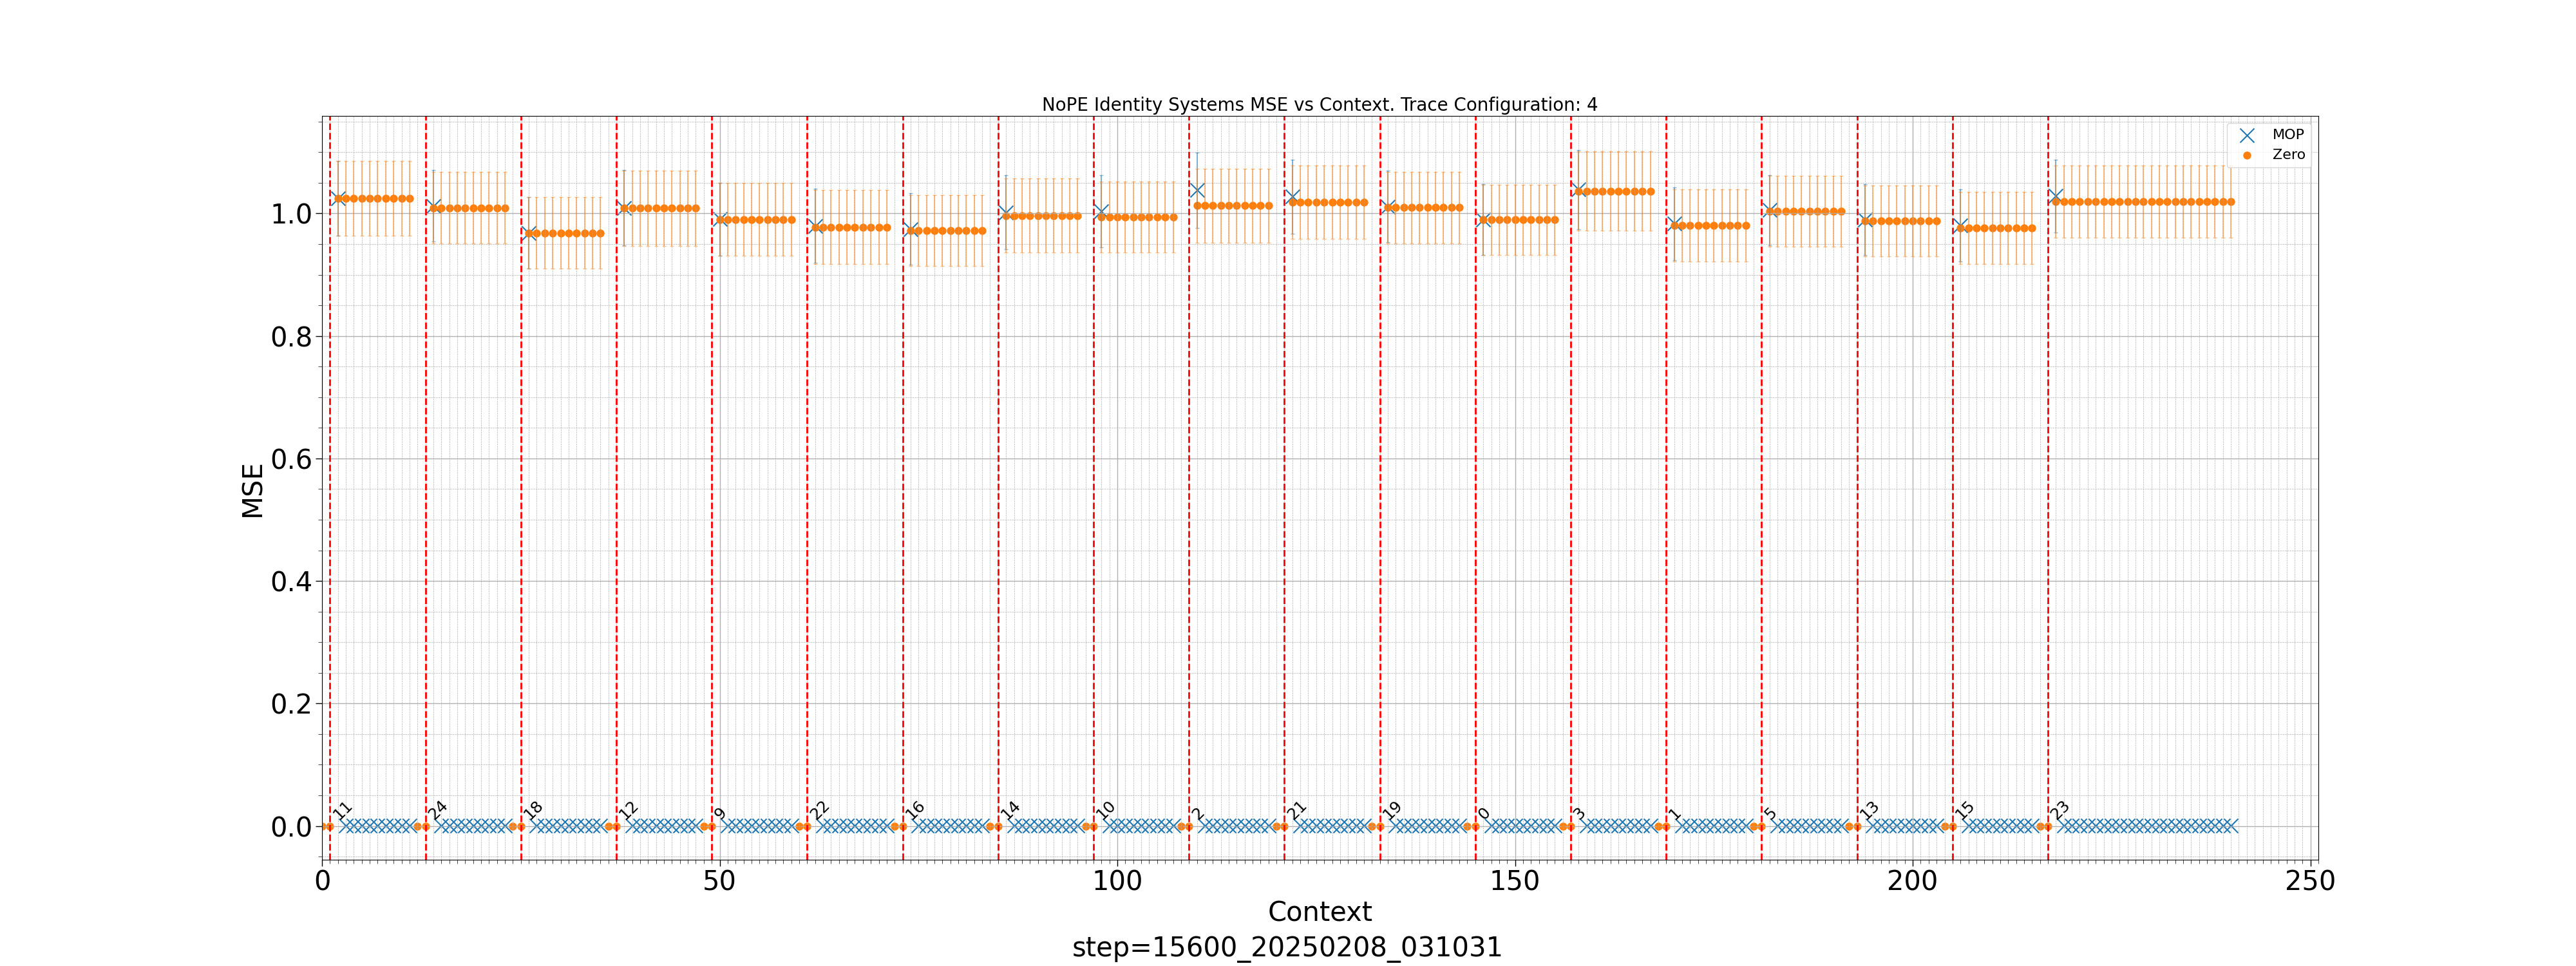 NoPE Identity Systems MSE vs Context. Trace Configuration: 4
MOP
Zero
MSE
1.0
0.8
0.6
0.4
0.2
0.0
11 24 18 12 9 22 16 14 10 2 21 19 0 3 1 5 13 15 23
0 50 100 150 200 250
Context
step=15600_20250208_031031